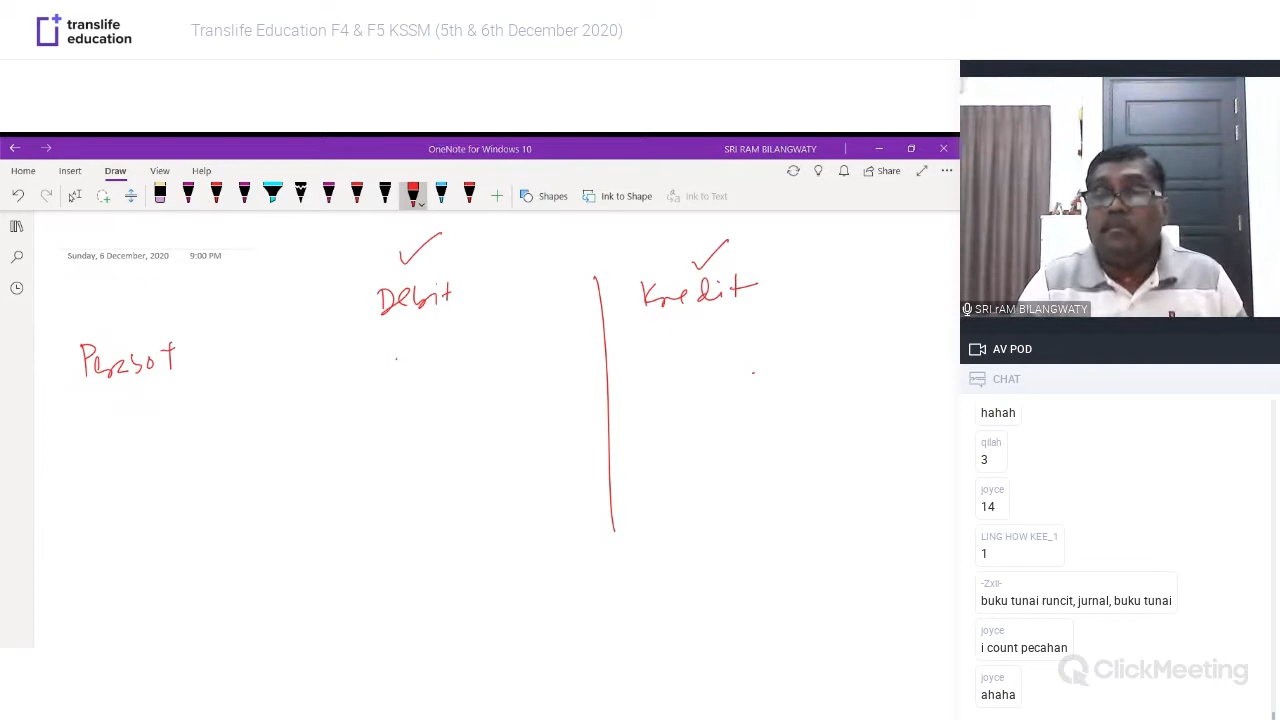 translife
education
Translife Education F4 & F5 KSSM (5th & 6th December 2020)
OneNote for Windows 10
SRI RAM BILANGWATY
Home Insert Draw View Help
Share
Shapes
Ink to Shape
Ink to Text
Sunday, 6 December, 2020 9:00 PM
Debit
Kredit
Perabot
SRI rAM BILANGWATY
AV POD
CHAT
hahah
qilah
3
joyce
14
LING HOW KEE_1
1
-Zxii-
buku tunai runcit, jurnal, buku tunai
joyce
i count pecahan
joyce
ahaha
ClickMeeting